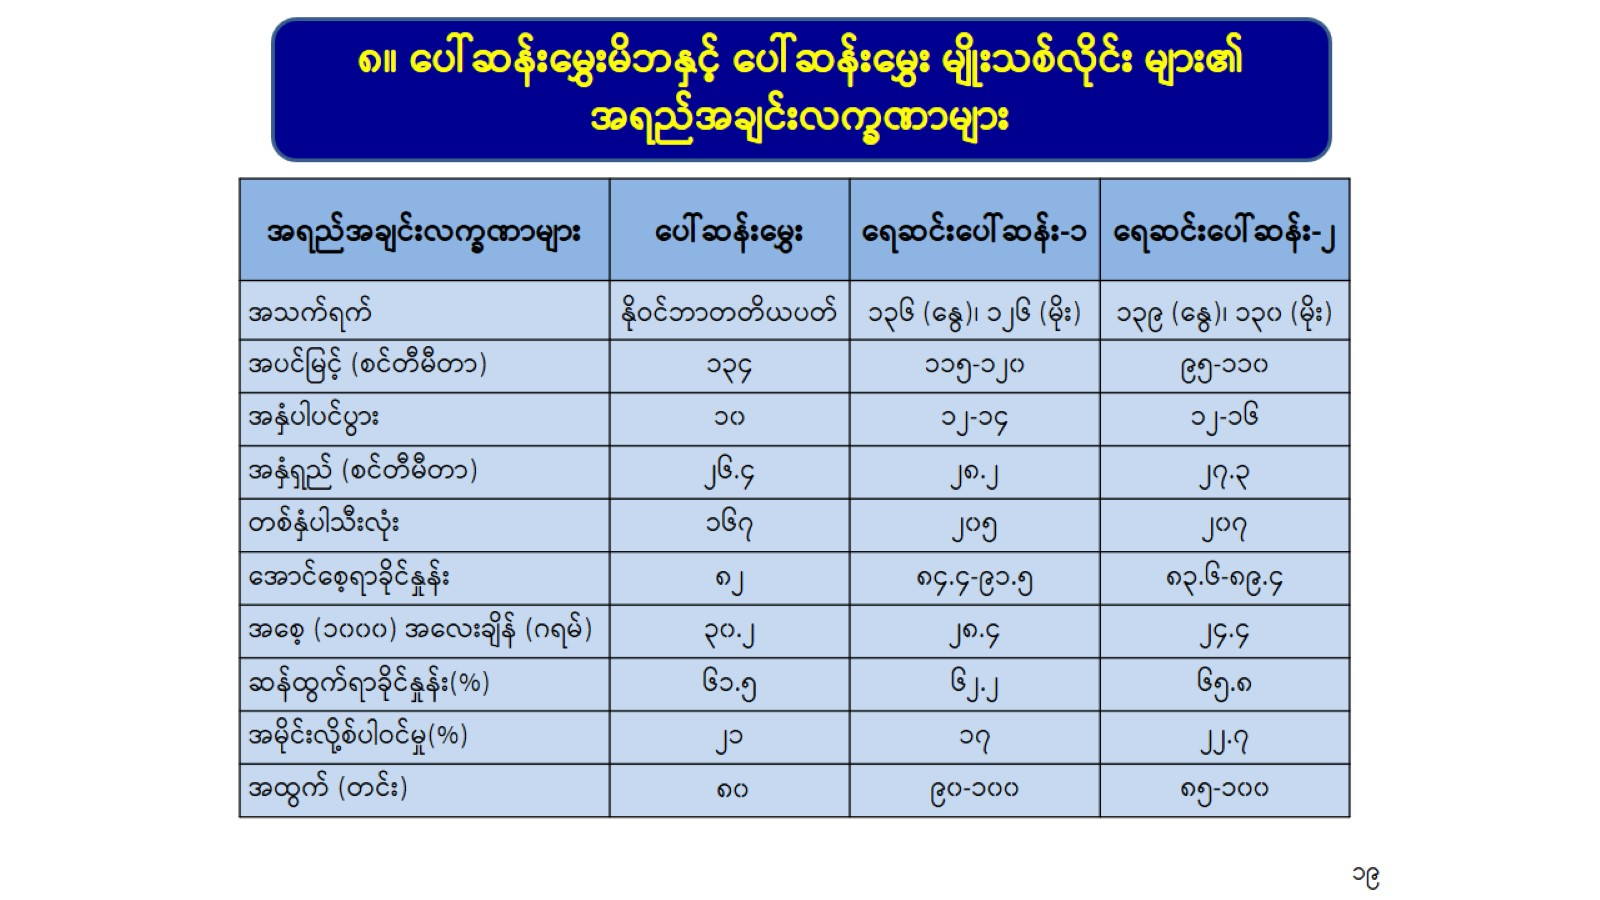 ၈။ ပေါ်ဆန်းမွှေးမိဘနှင့် ပေါ်ဆန်းမွှေး မျိုးသစ်လိုင်း များ၏
အရည်အချင်းလက္ခဏာများ
အရည်အချင်းလက္ခဏာများ ပေါ်ဆန်းမွှေး ရေဆင်းပေါ်ဆန်း-၁ ရေဆင်းပေါ်ဆန်း-၂
အသက်ရက် နိုဝင်ဘာတတိယပတ် ၁၃၆ (နွေ)၊ ၁၂၆ (မိုး) ၁၃၉ (နွေ)၊ ၁၃၀ (မိုး)
အပင်မြင့် (စင်တီမီတာ) ၁၃၄ ၁၁၅-၁၂၀ ၉၅-၁၁၀
အနှံပါပင်ပွား ၁၀ ၁၂-၁၄ ၁၂-၁၆
အနှံရှည် (စင်တီမီတာ) ၂၆.၄ ၂၈.၂ ၂၇.၃
တစ်နှံပါသီးလုံး ၁၆၇ ၂၀၅ ၂၀၇
အောင်စေ့ရာခိုင်နှုန်း ၈၂ ၈၄.၄-၉၁.၅ ၈၃.၆-၈၉.၄
အစေ့ (၁၀၀၀) အလေးချိန် (ဂရမ်) ၃၀.၂ ၂၈.၄ ၂၄.၄
ဆန်ထွက်ရာခိုင်နှုန်း(%) ၆၁.၅ ၆၂.၂ ၆၅.၈
အမိုင်းလို့စ်ပါဝင်မှု(%) ၂၁ ၁၇ ၂၂.၇
အထွက် (တင်း) ၈၀ ၉၀-၁၀၀ ၈၅-၁၀၀
၁၉